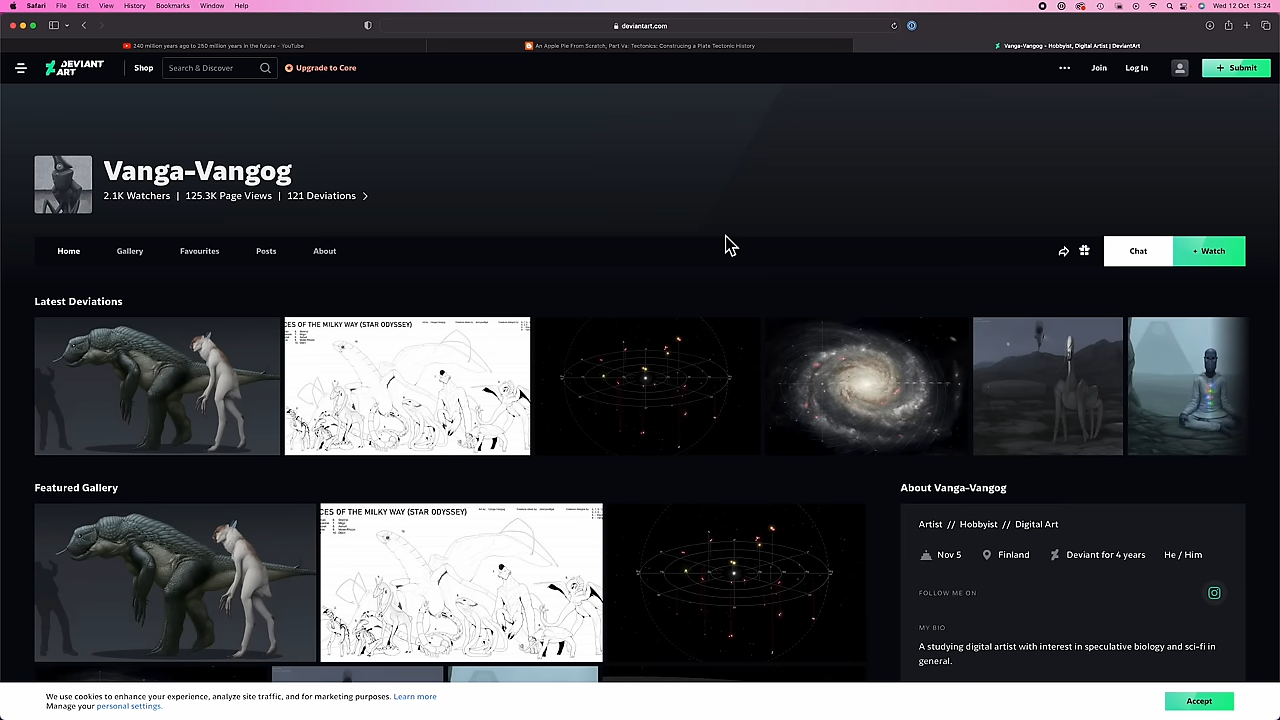 Safari File Edit View History Bookmarks Window Help
Wed 12 Oct 13:24
deviantart.com
240 million years ago to 250 million years in the future - YouTube
An Apple Pie From Scratch, Part Va: Tectonics: Constructing a Plate Tectonic History
Vanga-Vangog - Hobbyist, Digital Artist | DeviantArt
DEVIANT
ART
Shop
Search & Discover
Upgrade to Core
Join
Log In
+ Submit
Vanga-Vangog
2.1K Watchers | 125.3K Page Views | 121 Deviations
Home Gallery Favourites Posts About
Chat
+ Watch
Latest Deviations
CES OF THE MILKY WAY (STAR ODYSSEY)
Featured Gallery
CES OF THE MILKY WAY (STAR ODYSSEY)
About Vanga-Vangog
Artist // Hobbyist // Digital Art
Nov 5 Finland Deviant for 4 years He / Him
FOLLOW ME ON
MY BIO
A studying digital artist with interest in speculative biology and sci-fi in
general.
We use cookies to enhance your experience, analyze site traffic, and for marketing purposes. Learn more
Manage your personal settings.
Accept